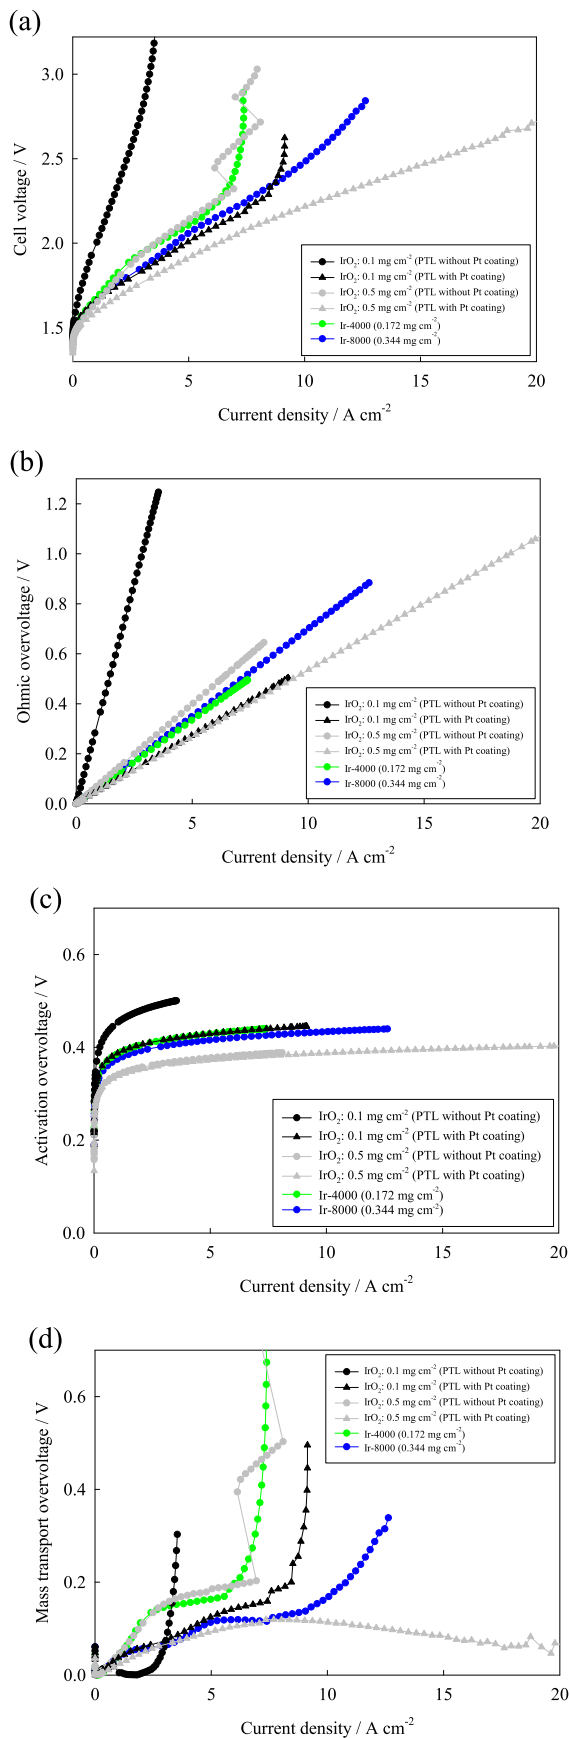 (a)
3.0
2.5
2.0
1.5
Cell voltage / V
IrO2: 0.1 mg cm-2 (PTL without Pt coating)
IrO2: 0.1 mg cm-2 (PTL with Pt coating)
IrO2: 0.5 mg cm-2 (PTL without Pt coating)
IrO2: 0.5 mg cm-2 (PTL with Pt coating)
Ir-4000 (0.172 mg cm-2)
Ir-8000 (0.344 mg cm-2)
0 5 10 15 20
Current density / A cm-2
(b)
1.2
1.0
0.8
0.6
0.4
0.2
0.0
Ohmic overvoltage / V
IrO2: 0.1 mg cm-2 (PTL without Pt coating)
IrO2: 0.1 mg cm-2 (PTL with Pt coating)
IrO2: 0.5 mg cm-2 (PTL without Pt coating)
IrO2: 0.5 mg cm-2 (PTL with Pt coating)
Ir-4000 (0.172 mg cm-2)
Ir-8000 (0.344 mg cm-2)
0 5 10 15 20
Current density / A cm-2
(c)
0.6
0.4
0.2
0.0
Activation overvoltage / V
IrO2: 0.1 mg cm-2 (PTL without Pt coating)
IrO2: 0.1 mg cm-2 (PTL with Pt coating)
IrO2: 0.5 mg cm-2 (PTL without Pt coating)
IrO2: 0.5 mg cm-2 (PTL with Pt coating)
Ir-4000 (0.172 mg cm-2)
Ir-8000 (0.344 mg cm-2)
0 5 10 15 20
Current density / A cm-2
(d)
0.6
0.4
0.2
0.0
Mass transport overvoltage / V
IrO2: 0.1 mg cm-2 (PTL without Pt coating)
IrO2: 0.1 mg cm-2 (PTL with Pt coating)
IrO2: 0.5 mg cm-2 (PTL without Pt coating)
IrO2: 0.5 mg cm-2 (PTL with Pt coating)
Ir-4000 (0.172 mg cm-2)
Ir-8000 (0.344 mg cm-2)
0 5 10 15 20
Current density / A cm-2